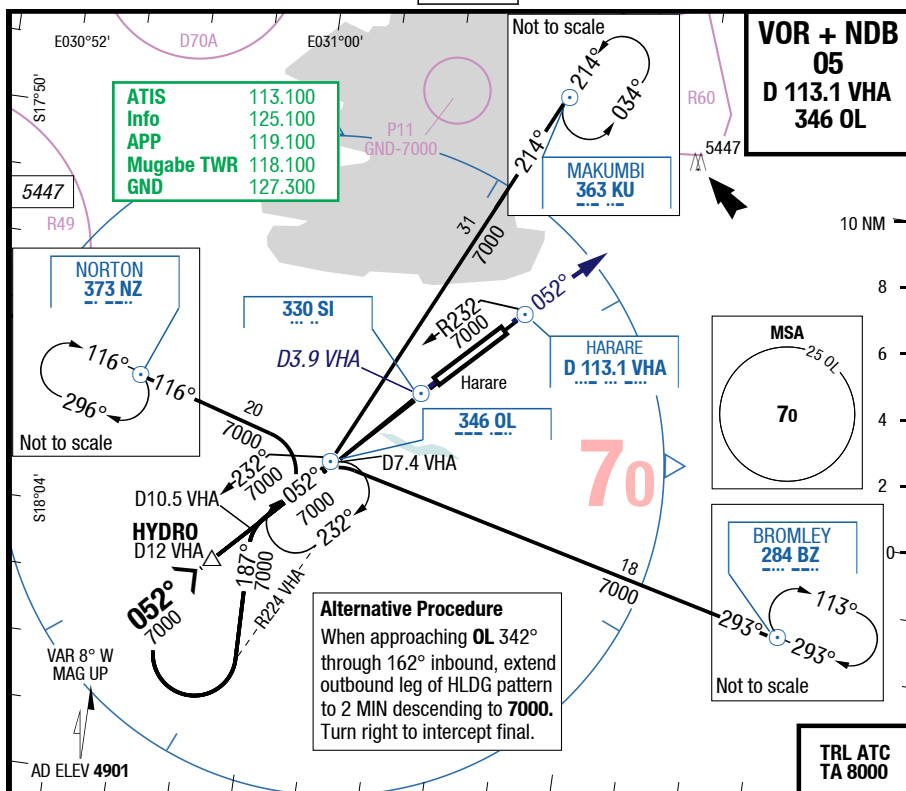 E030°52'
D70A
E031°00'
Not to scale
214°
034°
214°
MAKUMBI
363 KU
VOR + NDB
05
D 113.1 VHA
346 OL
S17°50'
ATIS 113.100
Info 125.100
APP 119.100
Mugabe TWR 118.100
GND 127.300
P11
GND-7000
R60
5447
5447
R49
31
7000
10 NM
8
6
4
2
0
NORTON
373 NZ
116°
116°
296°
Not to scale
20
7000
330 SI
D3.9 VHA
R232
7000
052°
Harare
HARARE
D 113.1 VHA
346 OL
MSA
25 OL
70
70
232°
7000
052°
7000
232°
D7.4 VHA
D10.5 VHA
S18°04'
HYDRO
D12 VHA
187°
7000
R224 VHA
052°
7000
18
7000
BROMLEY
284 BZ
113°
293°
293°
Not to scale
Alternative Procedure
When approaching OL 342°
through 162° inbound, extend
outbound leg of HLDG pattern
to 2 MIN descending to 7000.
Turn right to intercept final.
VAR 8° W
MAG UP
AD ELEV 4901
TRL ATC
TA 8000